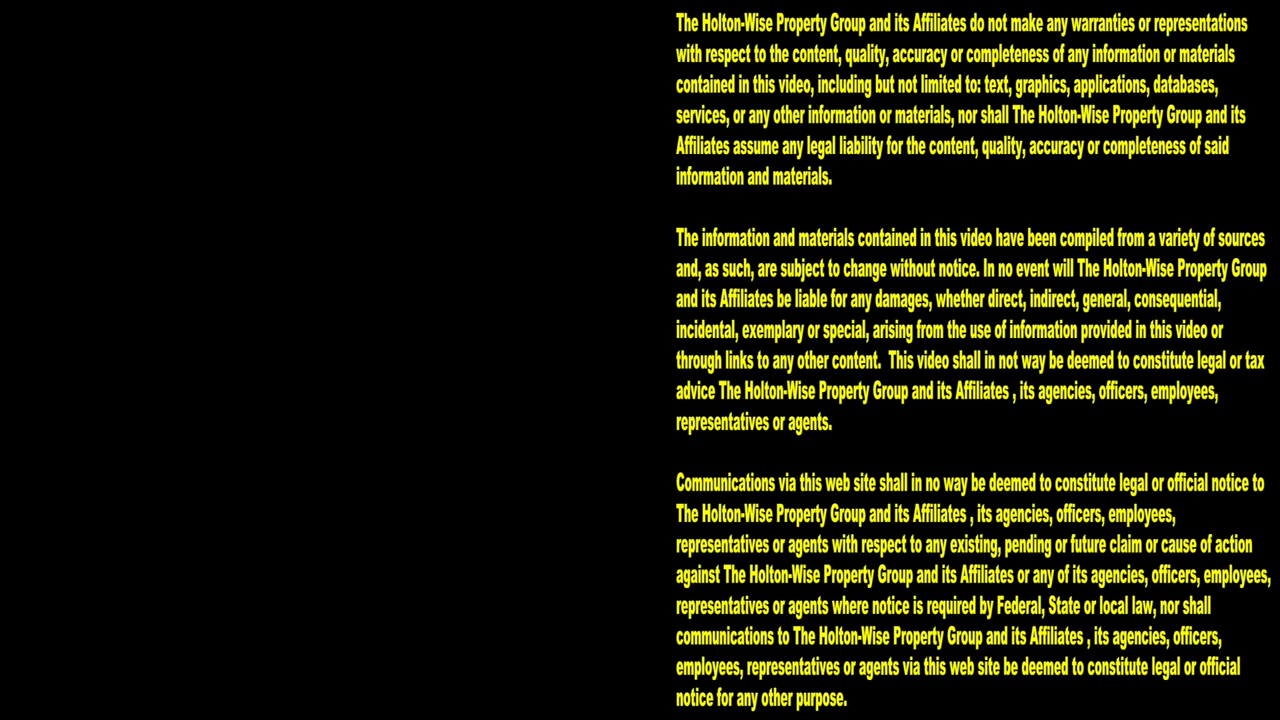 The Holton-Wise Property Group and its Affiliates do not make any warranties or representations
with respect to the content, quality, accuracy or completeness of any information or materials
contained in this video, including but not limited to: text, graphics, applications, databases,
services, or any other information or materials, nor shall The Holton-Wise Property Group and its
Affiliates assume any legal liability for the content, quality, accuracy or completeness of said
information and materials.
The information and materials contained in this video have been compiled from a variety of sources
and, as such, are subject to change without notice. In no event will The Holton-Wise Property Group
and its Affiliates be liable for any damages, whether direct, indirect, general, consequential,
incidental, exemplary or special, arising from the use of information provided in this video or
through links to any other content.  This video shall in not way be deemed to constitute legal or tax
advice The Holton-Wise Property Group and its Affiliates , its agencies, officers, employees,
representatives or agents.
Communications via this web site shall in no way be deemed to constitute legal or official notice to
The Holton-Wise Property Group and its Affiliates , its agencies, officers, employees,
representatives or agents with respect to any existing, pending or future claim or cause of action
against The Holton-Wise Property Group and its Affiliates or any of its agencies, officers, employees,
representatives or agents where notice is required by Federal, State or local law, nor shall
communications to The Holton-Wise Property Group and its Affiliates , its agencies, officers,
employees, representatives or agents via this web site be deemed to constitute legal or official
notice for any other purpose.